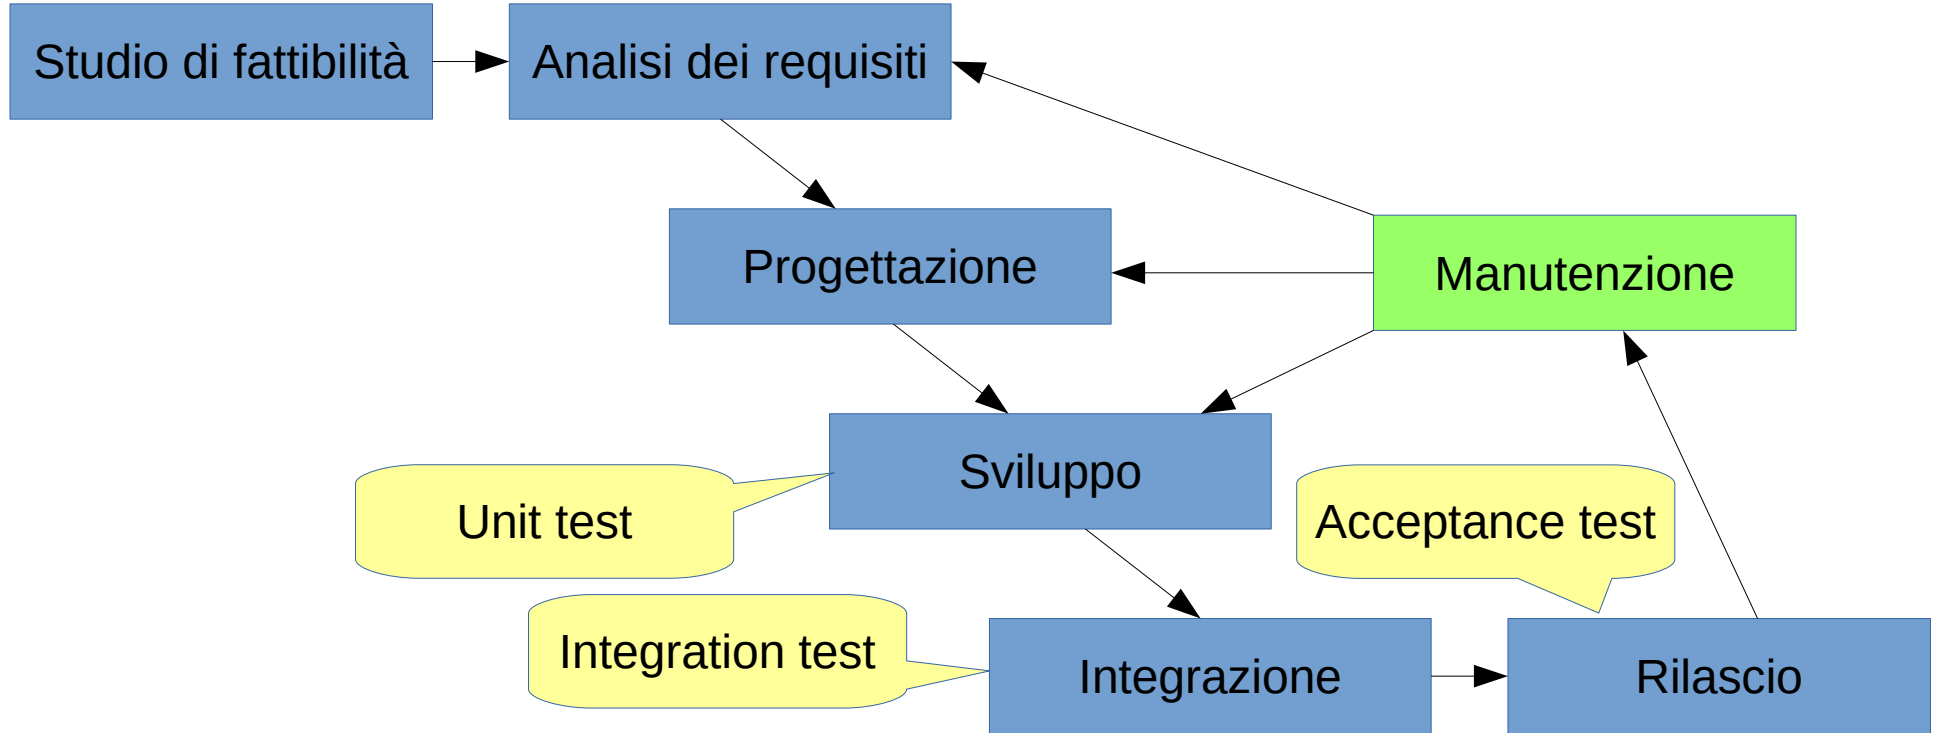 Studio di fattibilità
Analisi dei requisiti
Progettazione
Manutenzione
Sviluppo
Unit test
Acceptance test
Integration test
Integrazione
Rilascio